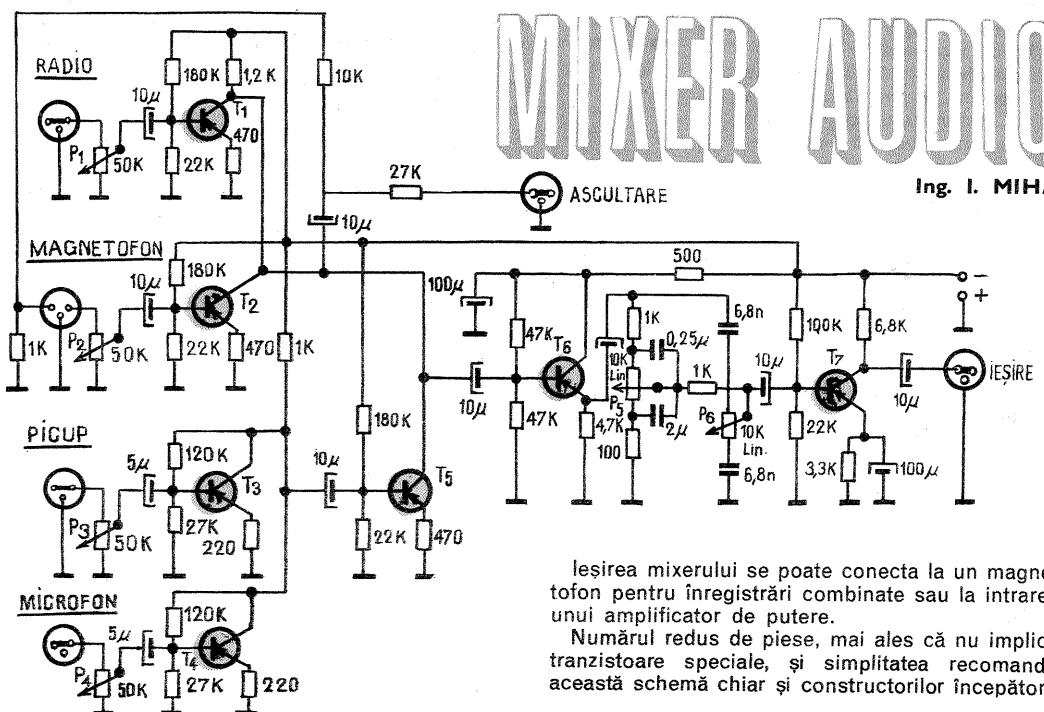 MIXER AUDIO
Ing. I. MIHA
RADIO
10μ
180K
1,2K
T1
470
P1
50K
22K
10K
27K
ASCULTARE
10μ
MAGNETOFON
10μ
180K
T2
1K
P2
50K
22K
470
1K
PICUP
5μ
120K
T3
P3
50K
27K
220
MICROFON
5μ
120K
T4
P4
50K
27K
220
180K
10μ
T5
22K
470
100μ
10μ
47K
47K
T6
4,7K
500
1K
10K
Lin.
P5
100
0,25μ
2μ
1K
6,8n
P6
10K
Lin.
6,8n
10μ
100K
6,8K
T7
22K
3,3K
100μ
10μ
−
+
IEȘIRE
Ieșirea mixerului se poate conecta la un magne
tofon pentru înregistrări combinate sau la intrare
unui amplificator de putere.
Numărul redus de piese, mai ales că nu implic
tranzistoare speciale, și simplitatea recomand
această schemă chiar și constructorilor începător